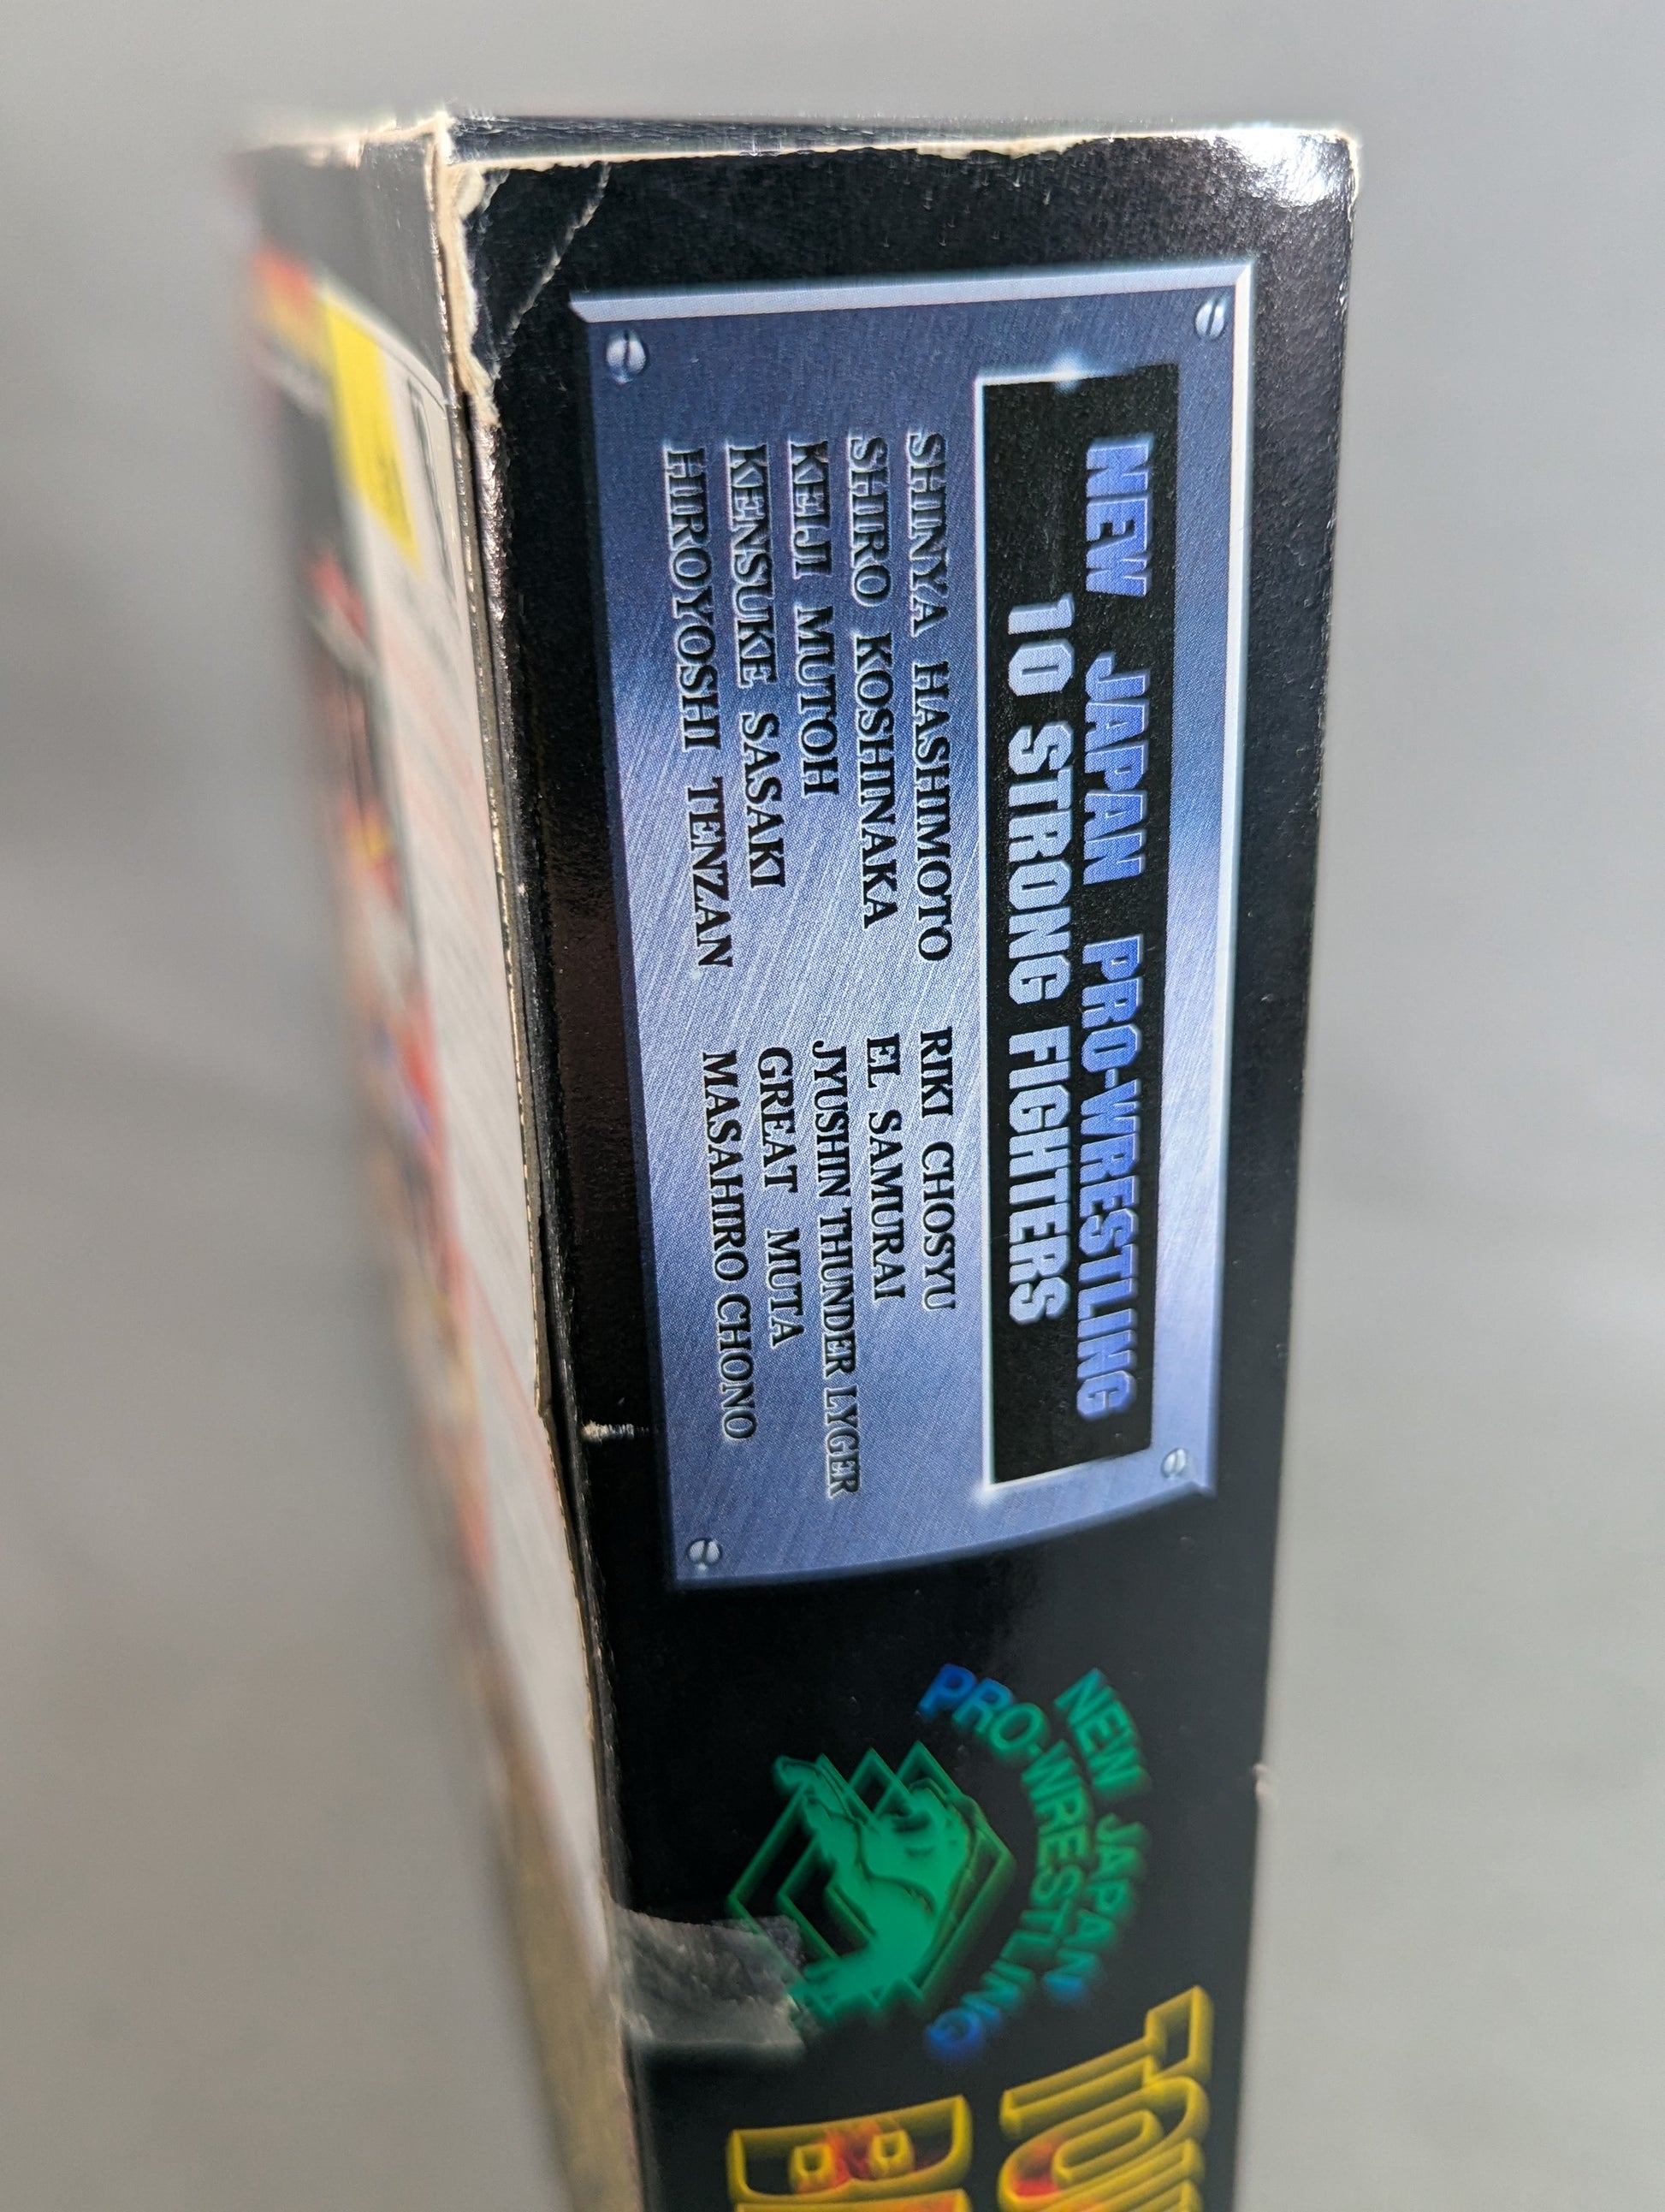 NEW JAPAN PRO-WRESTLING
10 STRONG FIGHTERS
SHINYA HASHIMOTO
SHIRO KOSHINAKA
KEIJI MUTOH
KENSUKE SASAKI
HIROYOSHI TENZAN
RIKI CHOSYU
EL SAMURAI
JYUSHIN THUNDER LYGER
GREAT MUTA
MASAHIRO CHONO
NEW JAPAN
PRO-WRESTLING